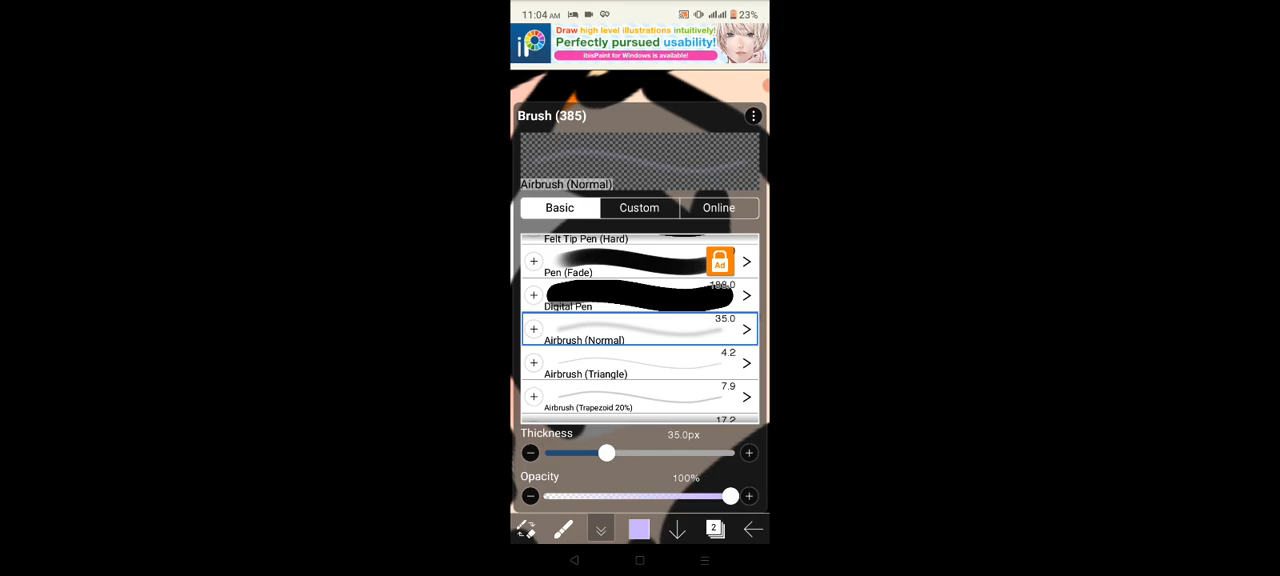 11:04 AM
23%
Draw high level illustrations intuitively!
iP
Perfectly pursued usability!
ibisPaint for Windows is available!
Brush (385)
Airbrush (Normal)
Basic
Custom
Online
Felt Tip Pen (Hard)
Ad
Pen (Fade)
Digital Pen
35.0
Airbrush (Normal)
4.2
Airbrush (Triangle)
7.9
Airbrush (Trapezoid 20%)
17.2
Thickness
35.0px
Opacity
100%
2